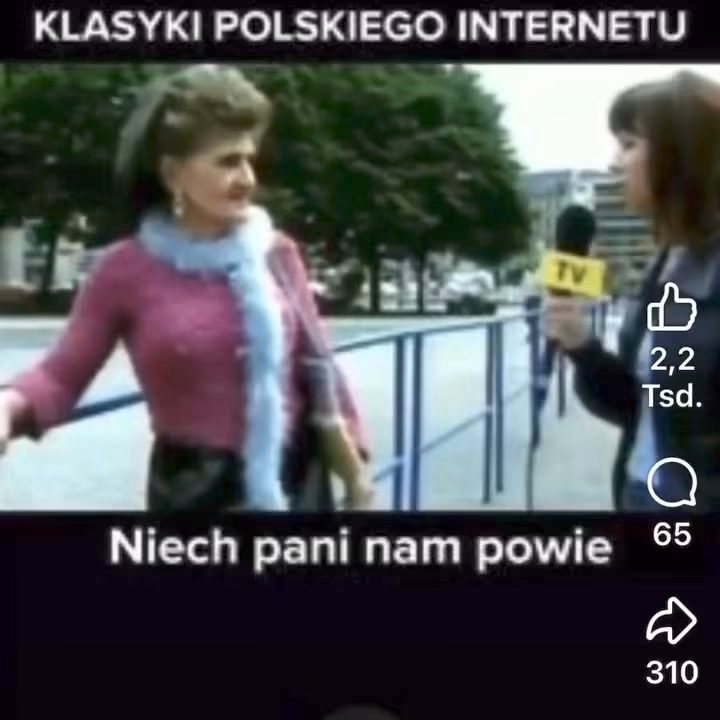 KLASYKI POLSKIEGO INTERNETU
TV
2,2
Tsd.
65
Niech pani nam powie
310